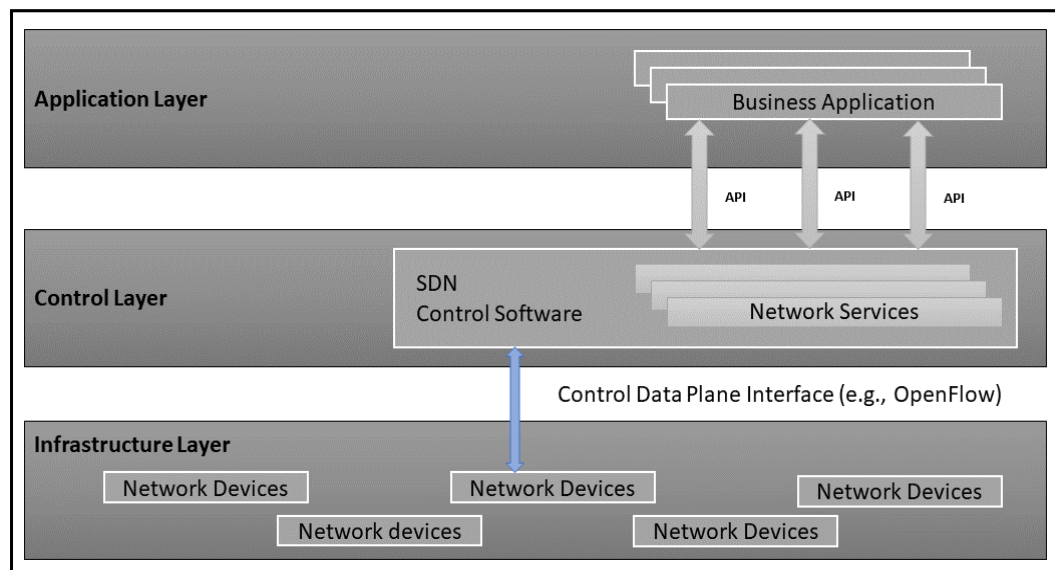 Application Layer
Business Application
API
API
API
Control Layer
SDN
Control Software
Network Services
Control Data Plane Interface (e.g., OpenFlow)
Infrastructure Layer
Network Devices
Network Devices
Network Devices
Network devices
Network Devices